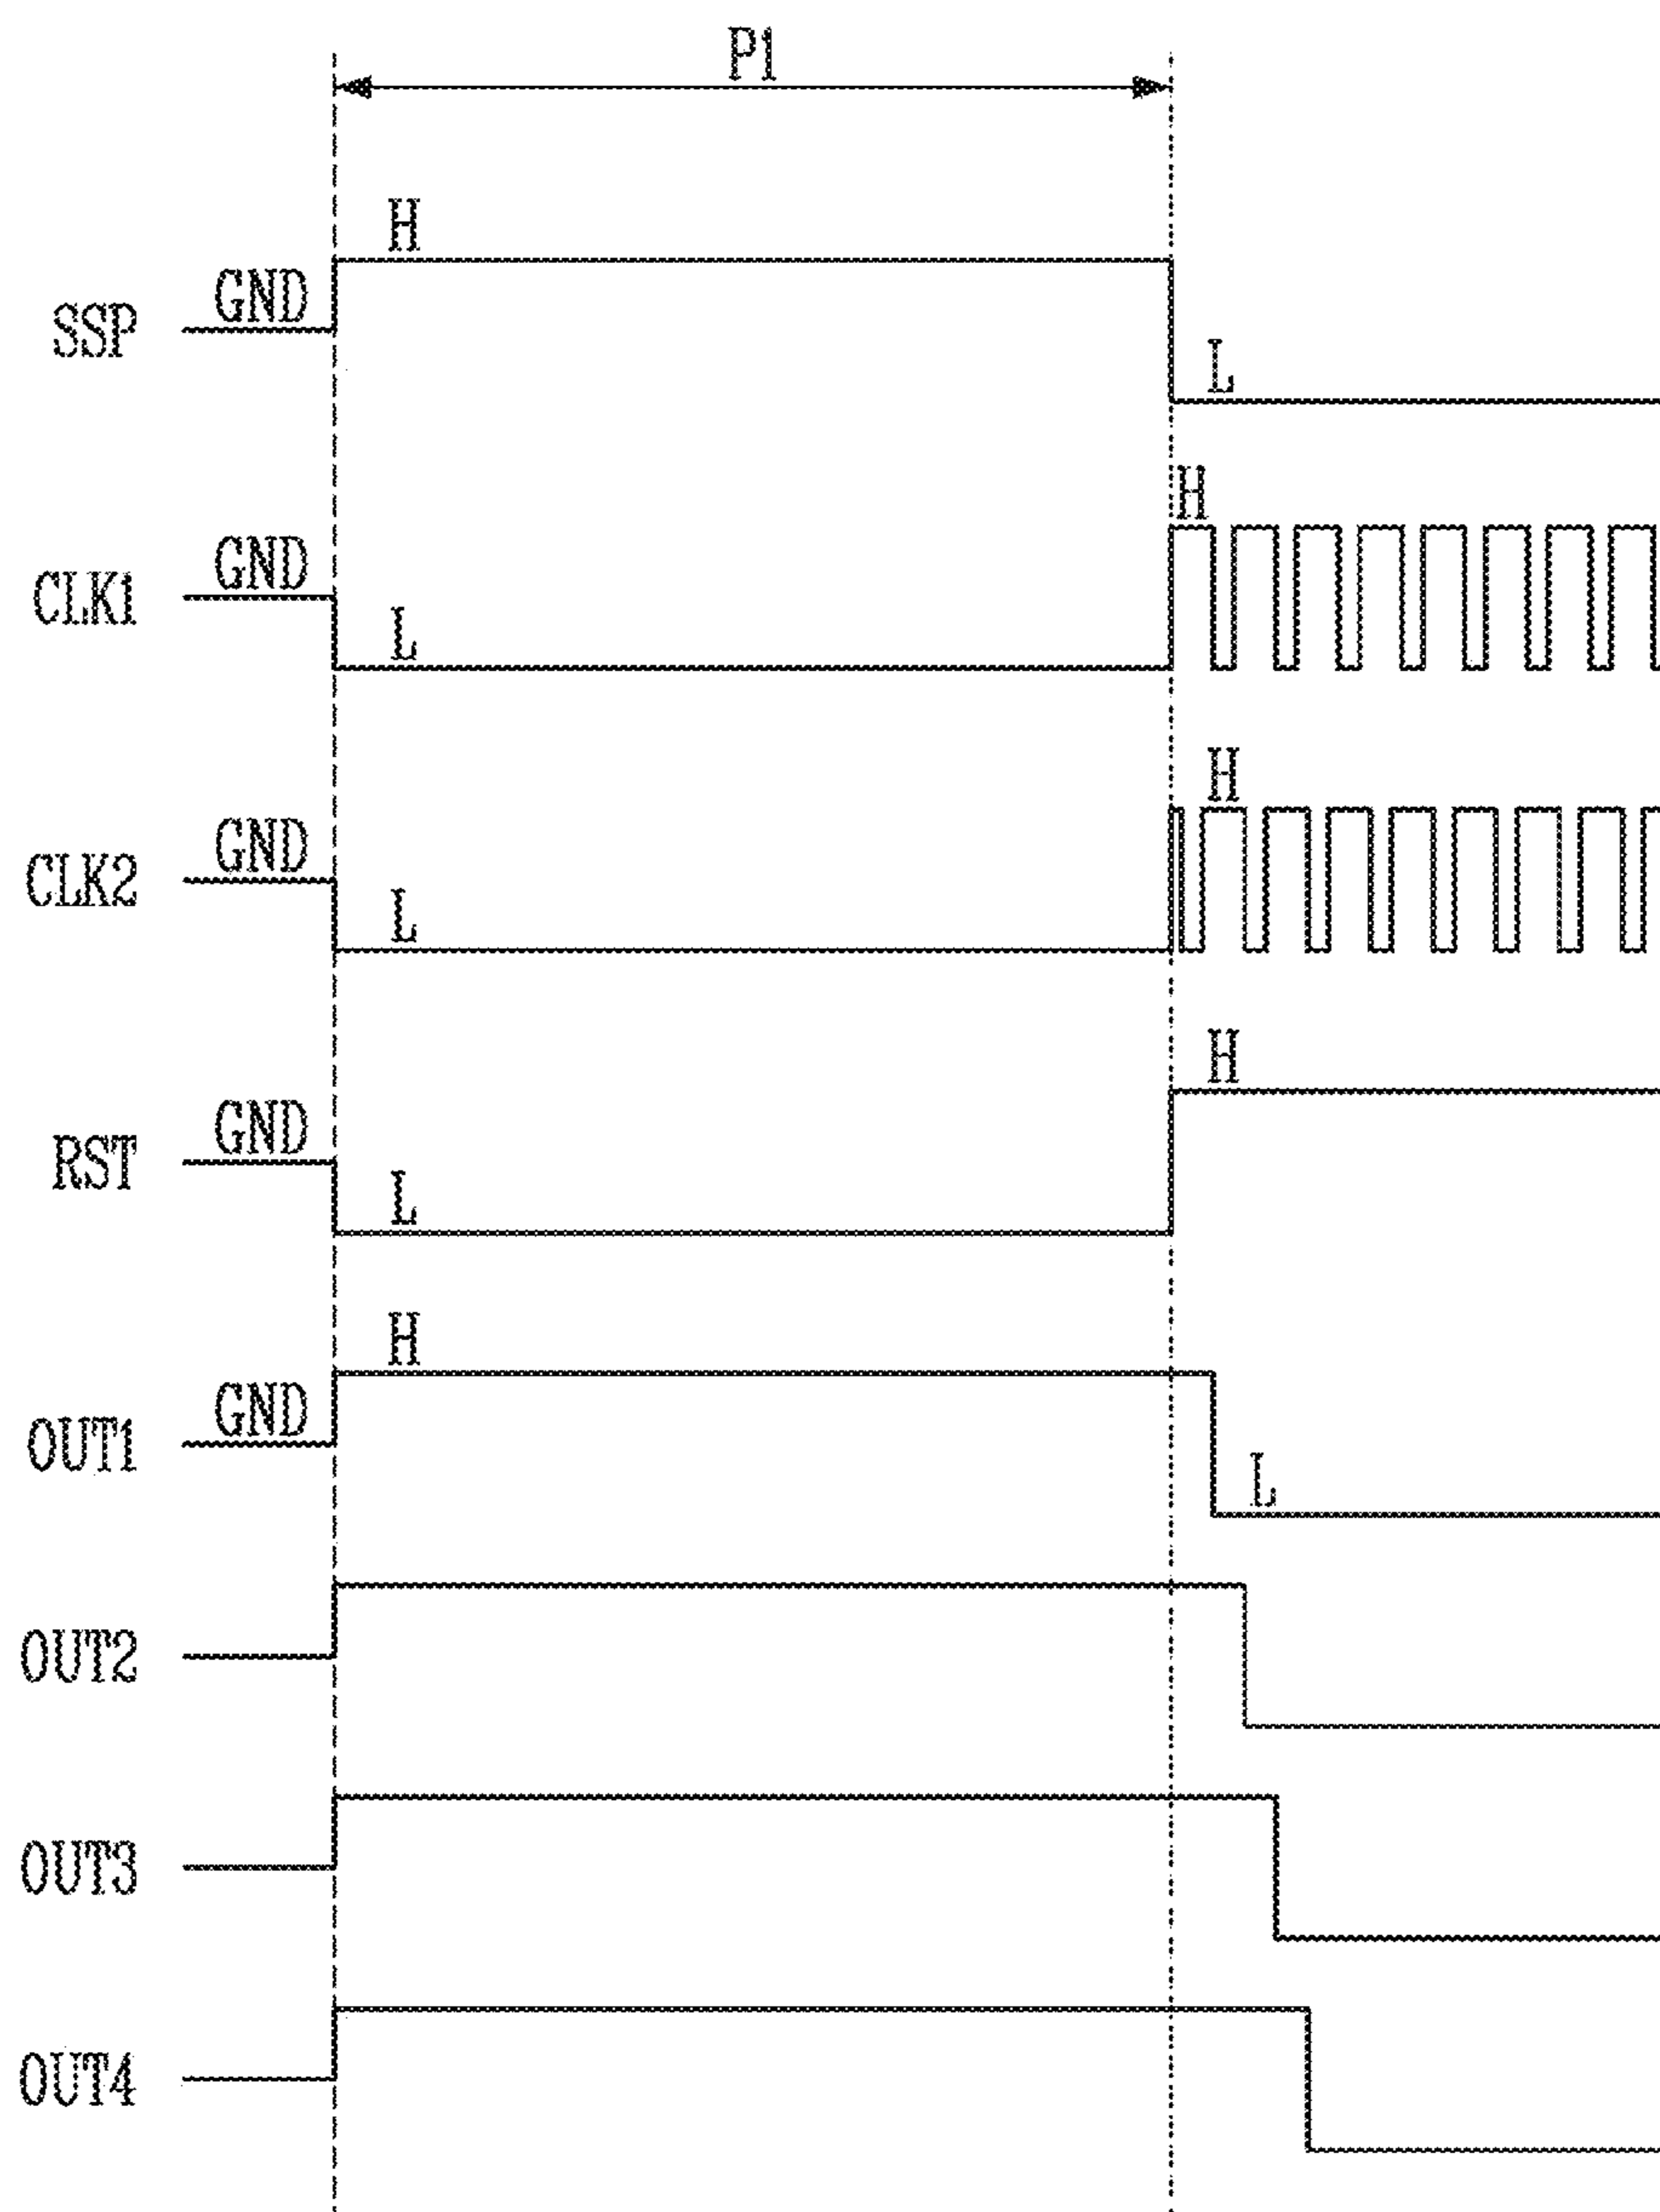 P1
H
SSP GND
L
H
CLK1 GND
L
H
CLK2 GND
L
H
RST GND
L
H
OUT1 GND
L
OUT2
OUT3
OUT4